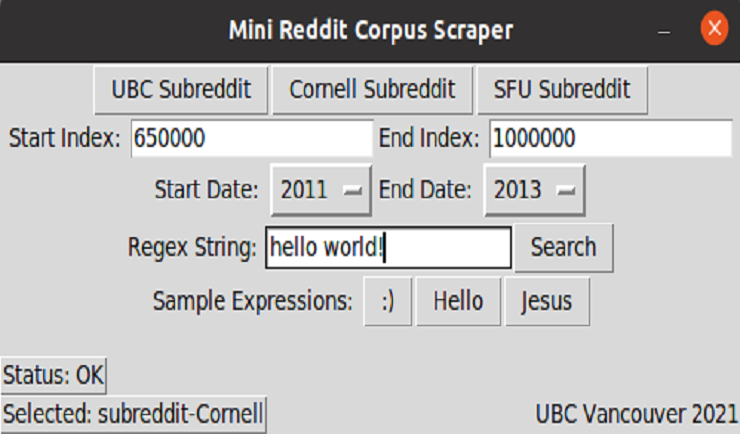 Mini Reddit Corpus Scraper
UBC Subreddit Cornell Subreddit SFU Subreddit
Start Index: 650000 End Index: 1000000
Start Date: 2011 End Date: 2013
Regex String: hello world! Search
Sample Expressions: :) Hello Jesus
Status: OK
Selected: subreddit-Cornell UBC Vancouver 2021